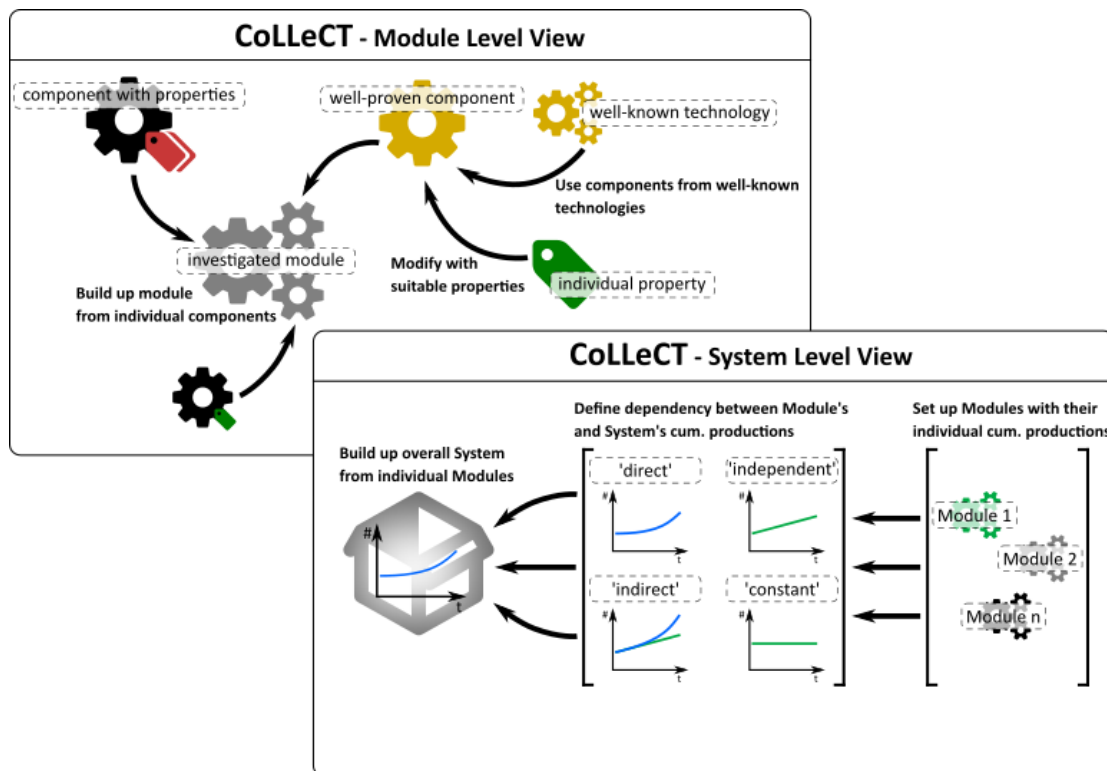 CoLLeCT - Module Level View
component with properties
well-proven component
well-known technology
Use components from well-known
technologies
investigated module
Modify with
suitable properties
individual property
Build up module
from individual components
CoLLeCT - System Level View
Define dependency between Module's
and System's cum. productions
Set up Modules with their
individual cum. productions
Build up overall System
from individual Modules
'direct'
'independent'
#
t
#
t
#
t
Module 1
Module 2
Module n
'indirect'
'constant'
#
t
#
t